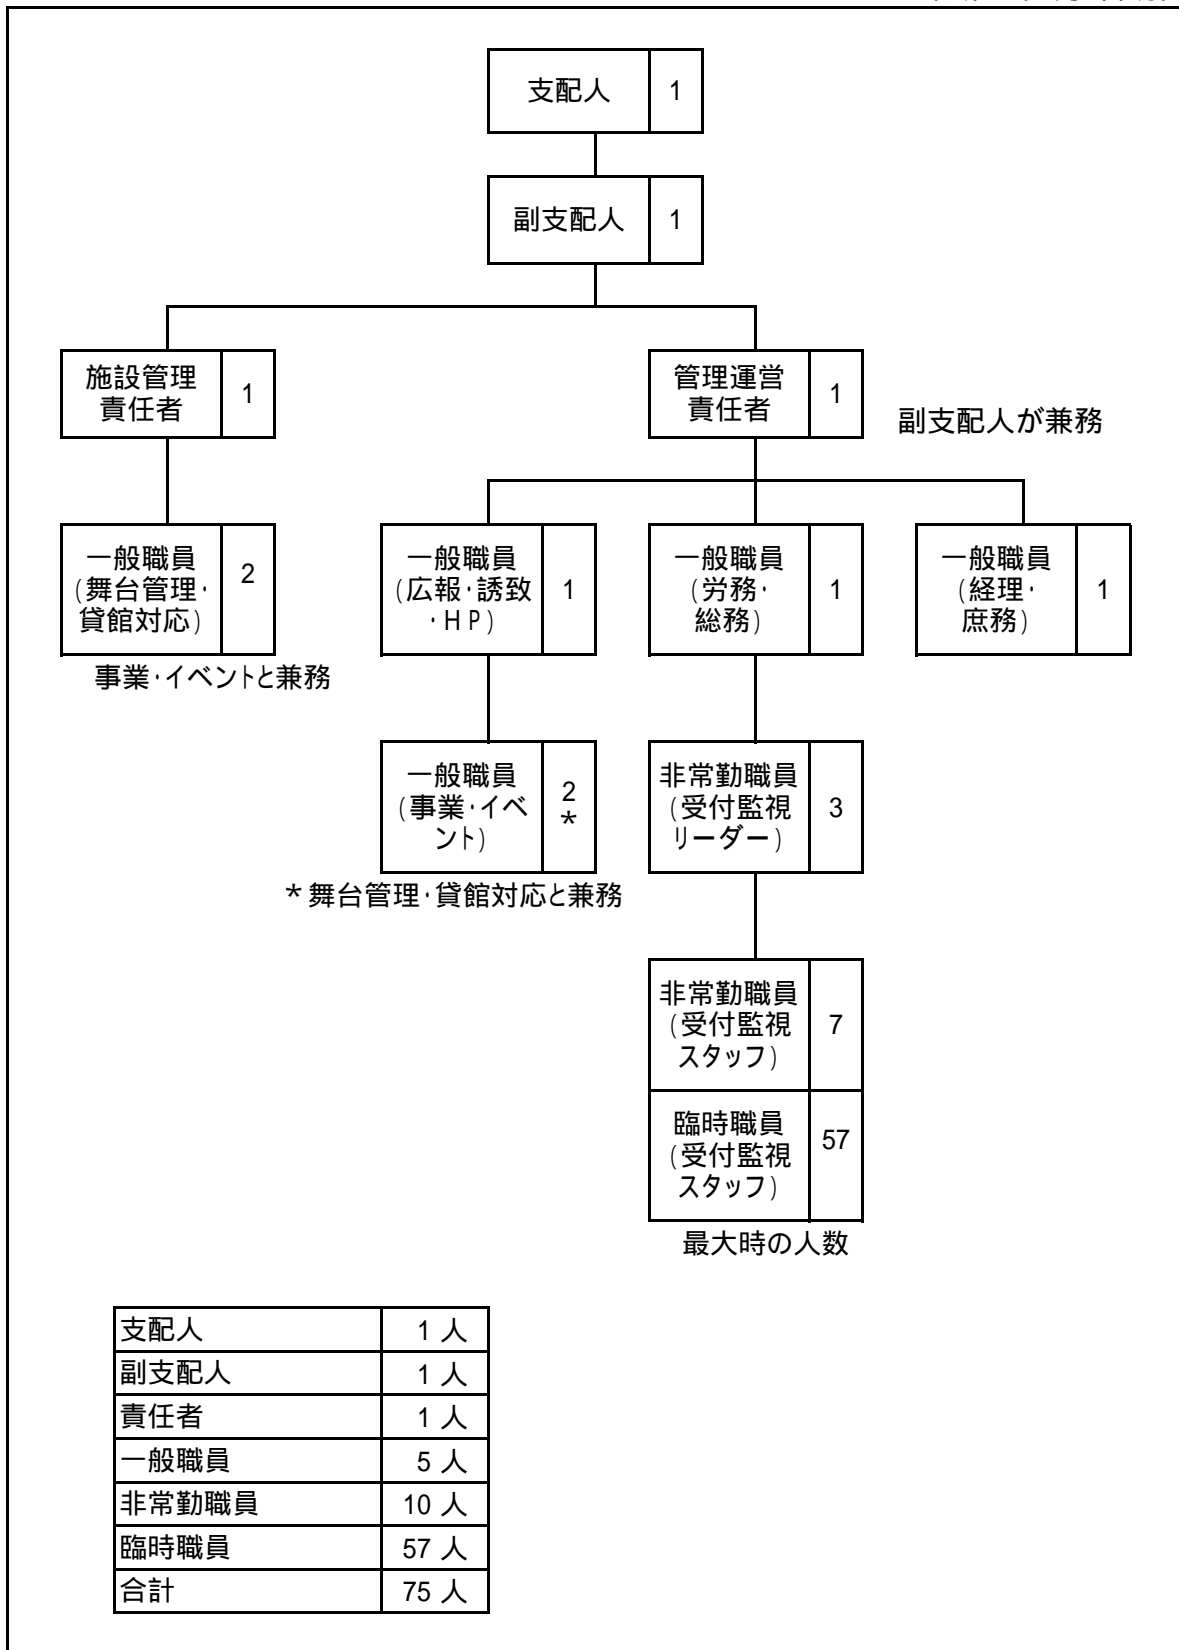 支配人 1
副支配人 1
施設管理
責任者
1
管理運営
責任者
1
副支配人が兼務
一般職員
(舞台管理・
貸館対応)
2
一般職員
(広報・誘致
・HP)
1
一般職員
(労務・
総務)
1
一般職員
(経理・
庶務)
1
事業・イベントと兼務
一般職員
(事業・イベ
ント)
2
*
非常勤職員
(受付監視
リーダー)
3
*舞台管理・貸館対応と兼務
非常勤職員
(受付監視
スタッフ)
7
臨時職員
(受付監視
スタッフ)
57
最大時の人数
支配人 1 人
副支配人 1 人
責任者 1 人
一般職員 5 人
非常勤職員 10 人
臨時職員 57 人
合計 75 人